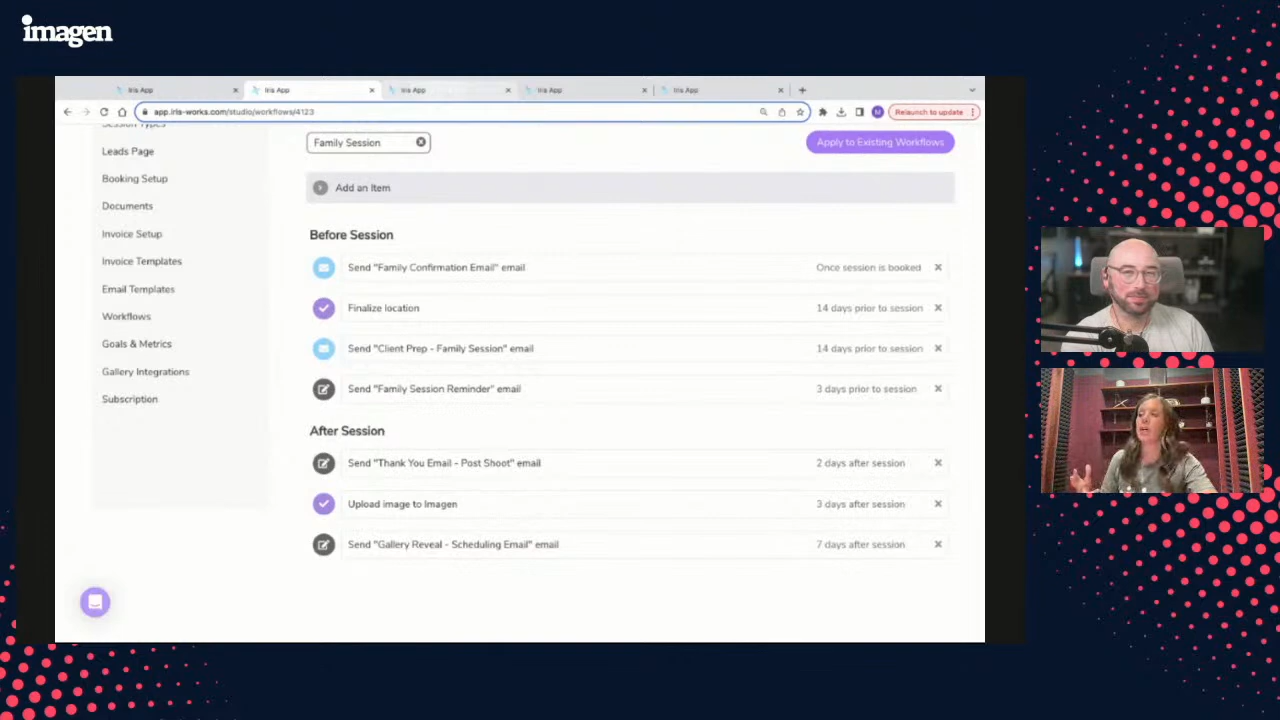 imagen
Iris App
Iris App
Iris App
Iris App
Iris App
app.iris-works.com/studio/workflows/4123
N
Relaunch to update
Session Types
Leads Page
Booking Setup
Documents
Invoice Setup
Invoice Templates
Email Templates
Workflows
Goals & Metrics
Gallery Integrations
Subscription
Family Session
Apply to Existing Workflows
Add an Item
Before Session
Send "Family Confirmation Email" email Once session is booked
Finalize location 14 days prior to session
Send "Client Prep - Family Session" email 14 days prior to session
Send "Family Session Reminder" email 3 days prior to session
After Session
Send "Thank You Email - Post Shoot" email 2 days after session
Upload image to Imagen 3 days after session
Send "Gallery Reveal - Scheduling Email" email 7 days after session